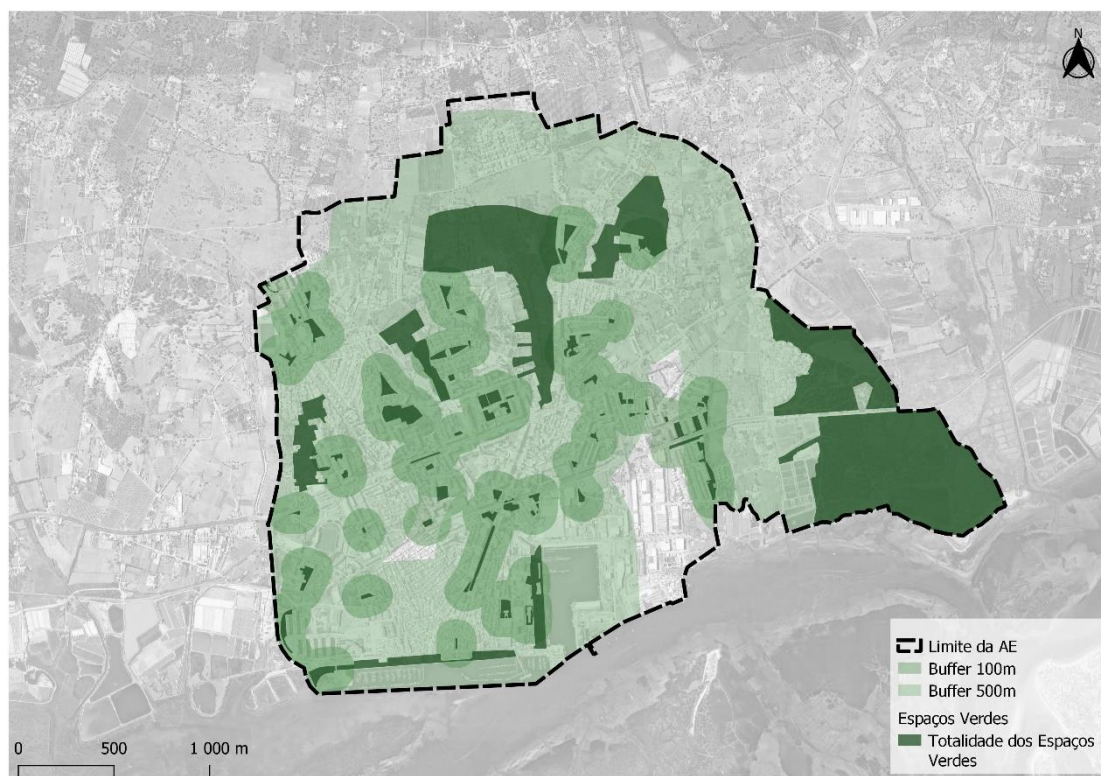 N
Limite da AE
Buffer 100m
Buffer 500m
Espaços Verdes
Totalidade dos Espaços
Verdes
0 500 1 000 m